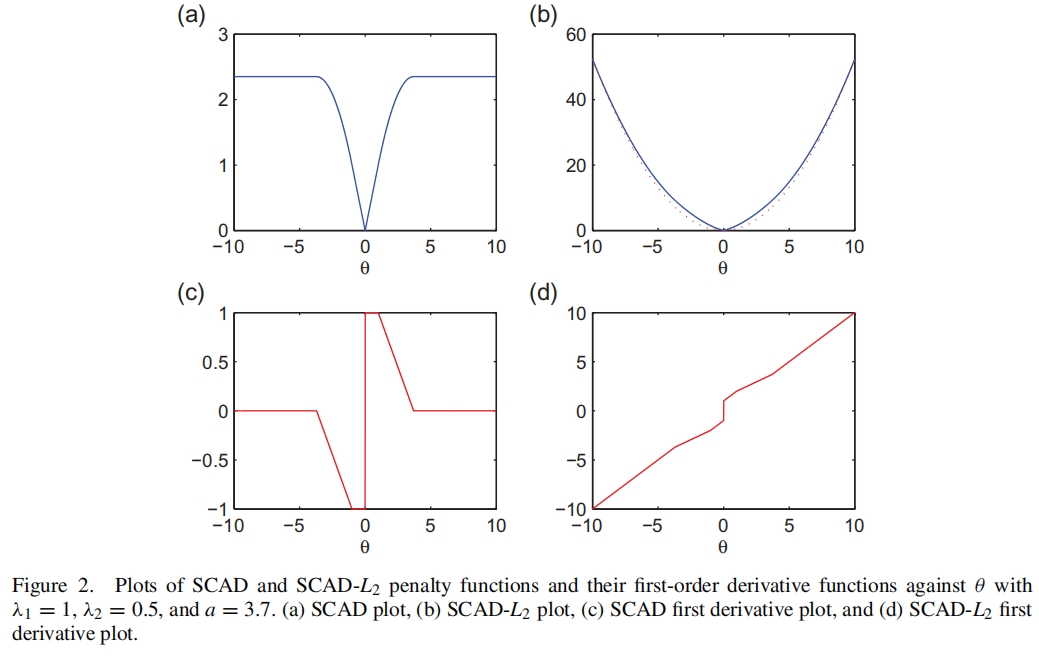 (a)
3
2
1
0
−10 −5 0 5 10
θ
(b)
60
40
20
0
−10 −5 0 5 10
θ
(c)
1
0.5
0
−0.5
−1
−10 −5 0 5 10
θ
(d)
10
5
0
−5
−10
−10 −5 0 5 10
θ
Figure 2. Plots of SCAD and SCAD-L₂ penalty functions and their first-order derivative functions against θ with
λ₁ = 1, λ₂ = 0.5, and a = 3.7. (a) SCAD plot, (b) SCAD-L₂ plot, (c) SCAD first derivative plot, and (d) SCAD-L₂ first
derivative plot.